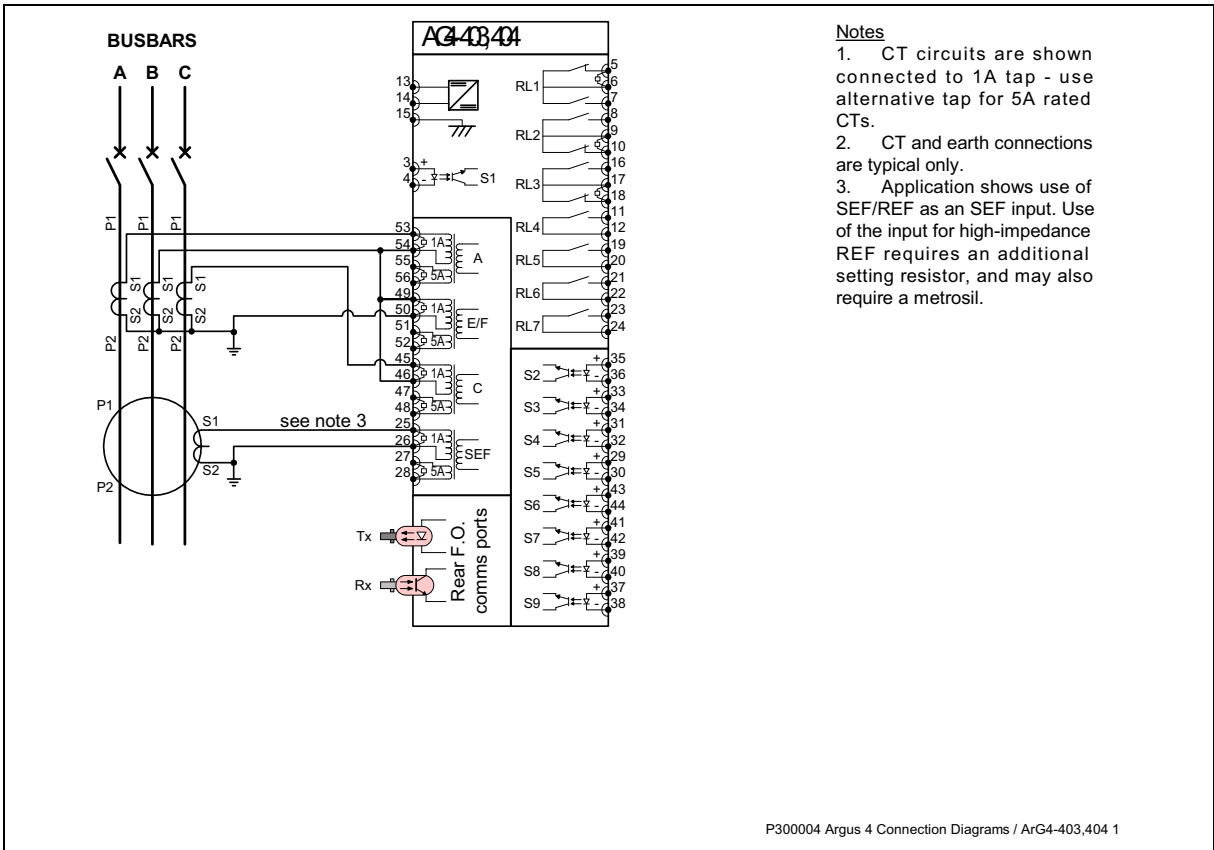 BUSBARS
A B C
P1 P1 P1
S1 S1 S1
S2 S2 S2
P2 P2 P2
P1
S1
see note 3
S2
P2
ArG4-403,404
13
14
15
3 +
4 - S1
53
54 1A
A
55
56 5A
49
50 1A
E/F
51
52 5A
45
46 1A
C
47
48 5A
25
26 1A
SEF
27
28 5A
Tx
Rx
Rear F.O.
comms ports
RL1 5
6
7
RL2 8
9
10
RL3 16
17
18
RL4 11
12
RL5 19
20
RL6 21
22
RL7 23
24
S2 + 35
- 36
S3 + 33
- 34
S4 + 31
- 32
S5 + 29
- 30
S6 + 43
- 44
S7 + 41
- 42
S8 + 39
- 40
S9 + 37
- 38
Notes
1. CT circuits are shown
connected to 1A tap - use
alternative tap for 5A rated
CTs.
2. CT and earth connections
are typical only.
3. Application shows use of
SEF/REF as an SEF input. Use
of the input for high-impedance
REF requires an additional
setting resistor, and may also
require a metrosil.
P300004 Argus 4 Connection Diagrams / ArG4-403,404 1